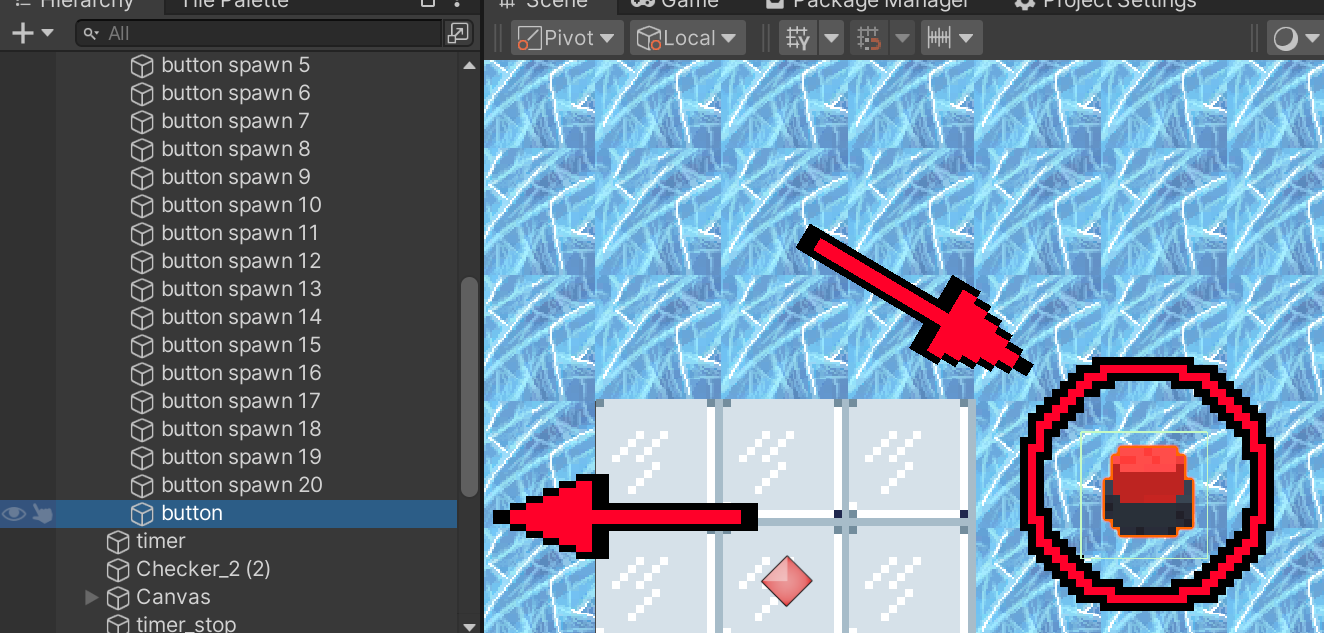 Hierarchy
Tile Palette
Scene
Game
Package Manager
Project Settings
All
Pivot
Local
button spawn 5
button spawn 6
button spawn 7
button spawn 8
button spawn 9
button spawn 10
button spawn 11
button spawn 12
button spawn 13
button spawn 14
button spawn 15
button spawn 16
button spawn 17
button spawn 18
button spawn 19
button spawn 20
button
timer
Checker_2 (2)
Canvas
timer_stop